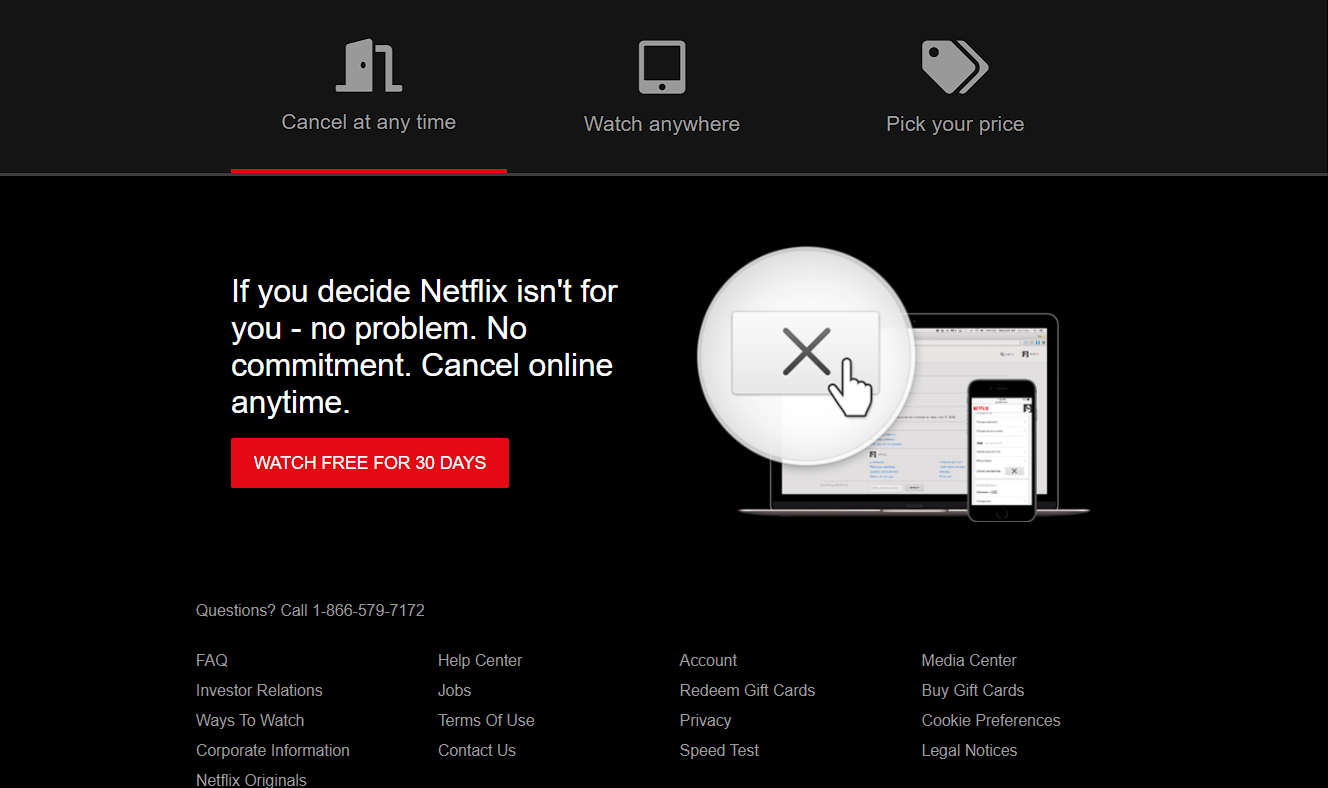 Cancel at any time
Watch anywhere
Pick your price
If you decide Netflix isn't for
you - no problem. No
commitment. Cancel online
anytime.
WATCH FREE FOR 30 DAYS
NETFLIX
Questions? Call 1-866-579-7172
FAQ
Help Center
Account
Media Center
Investor Relations
Jobs
Redeem Gift Cards
Buy Gift Cards
Ways To Watch
Terms Of Use
Privacy
Cookie Preferences
Corporate Information
Contact Us
Speed Test
Legal Notices
Netflix Originals